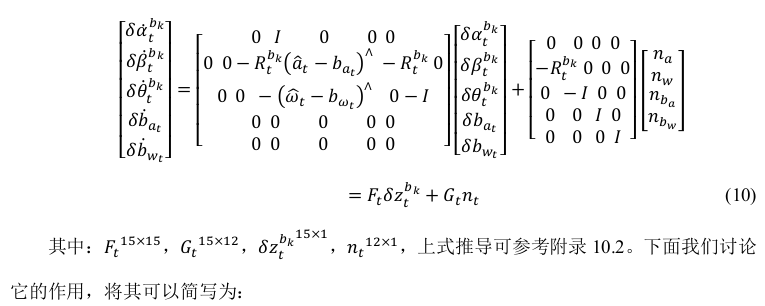 [δα̇_t^{b_k}; δβ̇_t^{b_k}; δθ̇_t^{b_k}; δḃ_{a_t}; δḃ_{w_t}] = [0 I 0 0 0; 0 0 −R_t^{b_k}(â_t − b_{a_t})^∧ −R_t^{b_k} 0; 0 0 −(ω̂_t − b_{ω_t})^∧ 0 −I; 0 0 0 0 0; 0 0 0 0 0] [δα_t^{b_k}; δβ_t^{b_k}; δθ_t^{b_k}; δb_{a_t}; δb_{w_t}] + [0 0 0 0; −R_t^{b_k} 0 0 0; 0 −I 0 0; 0 0 I 0; 0 0 0 I] [n_a; n_w; n_{b_a}; n_{b_w}]
= F_t δz_t^{b_k} + G_t n_t (10)
其中：F_t^{15×15}，G_t^{15×12}，δz_t^{b_k 15×1}，n_t^{12×1}，上式推导可参考附录 10.2。下面我们讨论
它的作用，将其可以简写为：